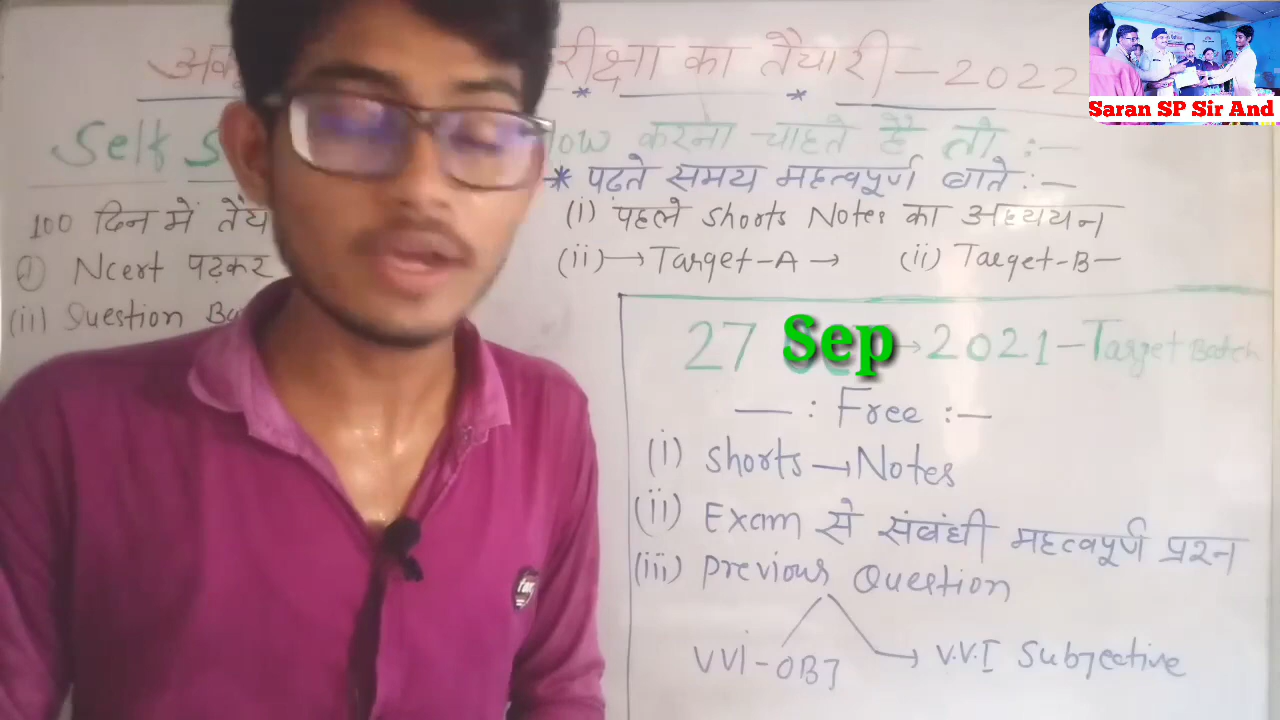 रीक्षा का तैयारी - 2022
Saran SP Sir And
Self S
low करना चाहते है तो :-
* पढ़ते समय महत्वपूर्ण बाते :-
100 दिन में तैय
(i) पहले shorts Notes का अध्ययन
① Ncert पढ़कर
(ii) → Target-A → (ii) Target-B-
(iii) Question Ba
27 Sep → 2021 - Target Batch
— : Free :—
(i) shorts → Notes
(ii) Exam से संबंधी महत्वपूर्ण प्रश्न
(iii) Previous Question
VVI-OBJ → V.V.I Subjective